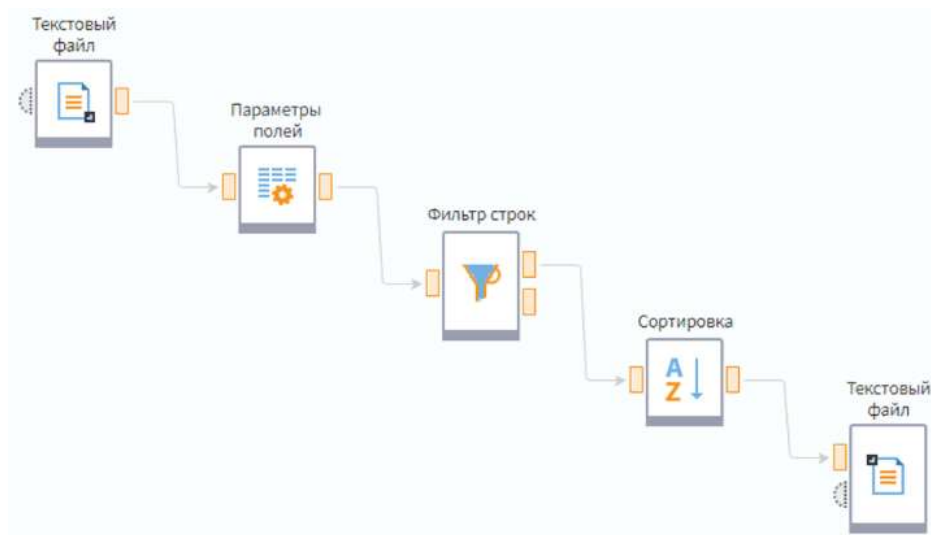 Текстовый
файл
Параметры
полей
Фильтр строк
Сортировка
A
Z
Текстовый
файл